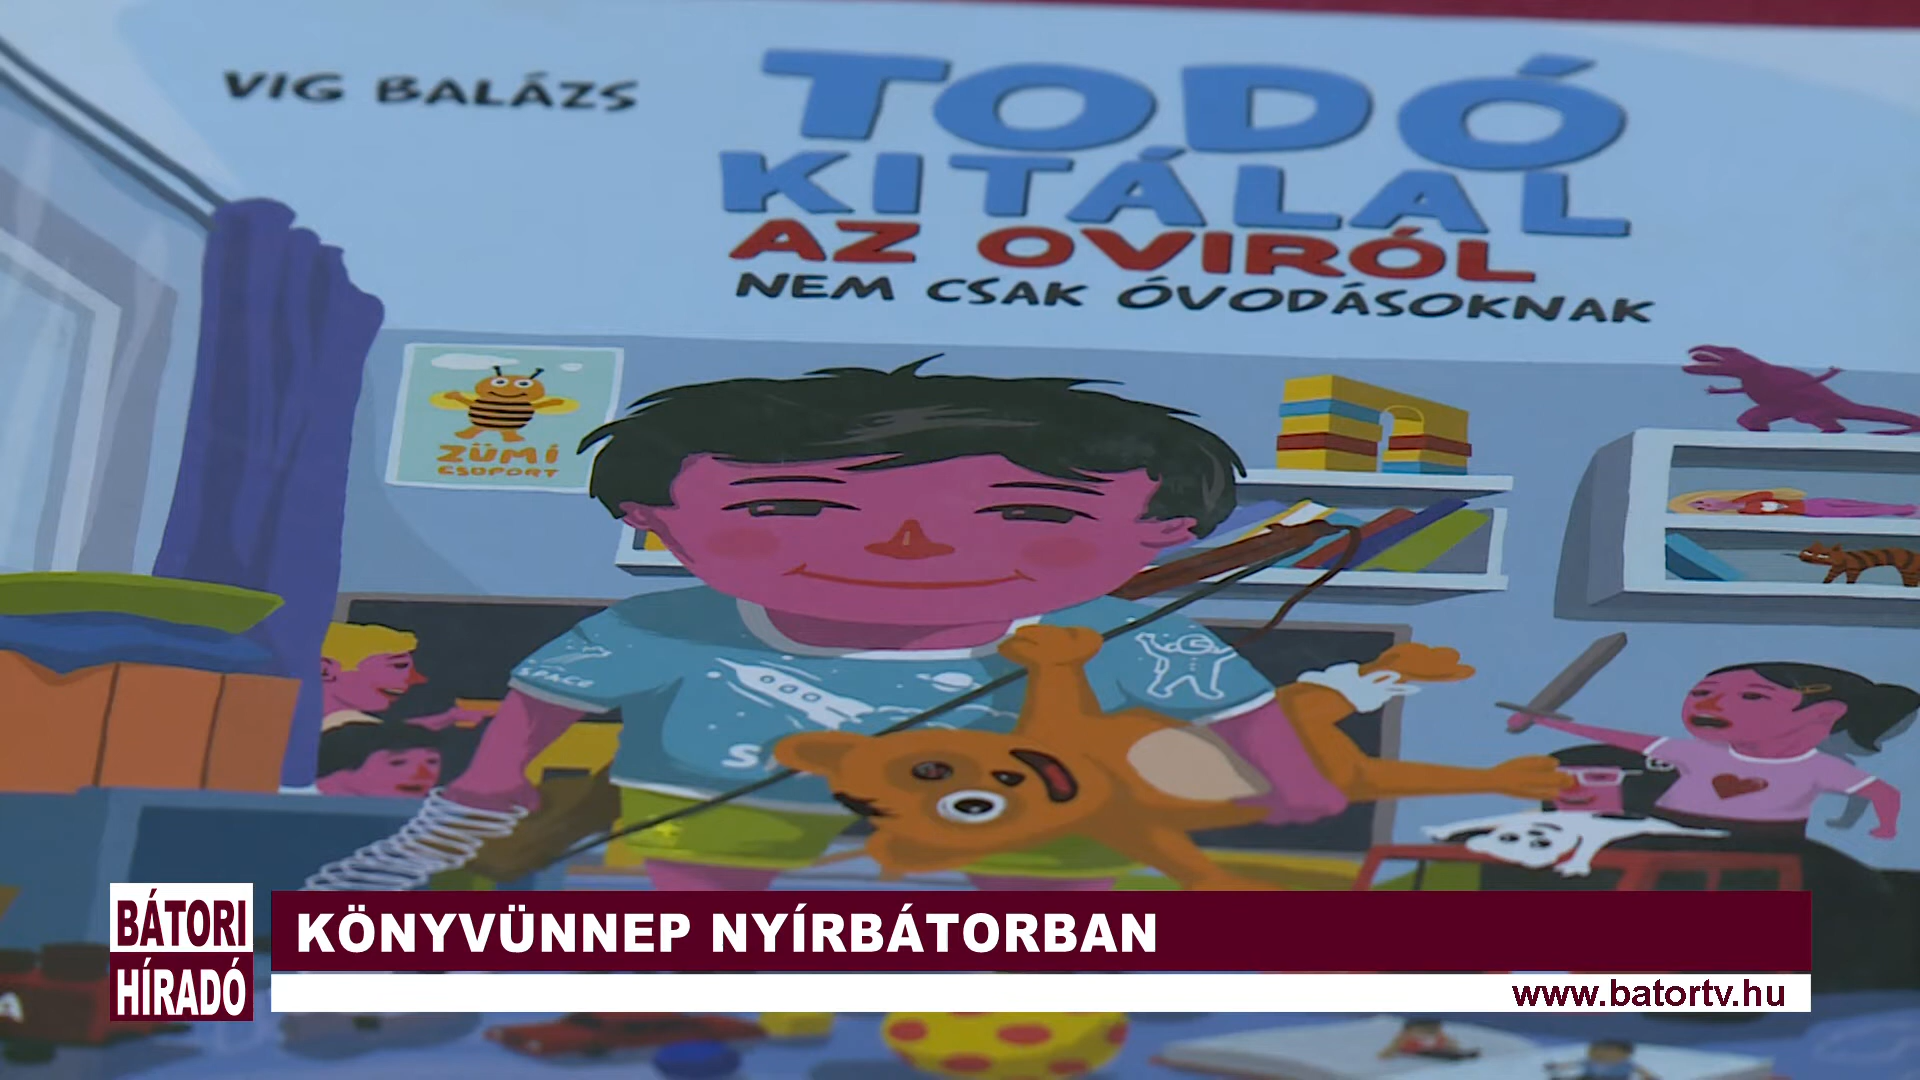 VIG BALÁZS
TODÓ
KITÁLAL
AZ OVIRÓL
NEM CSAK ÓVODÁSOKNAK
ZÜMI
CSOPORT
SPACE
BÁTORI
HÍRADÓ
KÖNYVÜNNEP NYÍRBÁTORBAN
www.batortv.hu